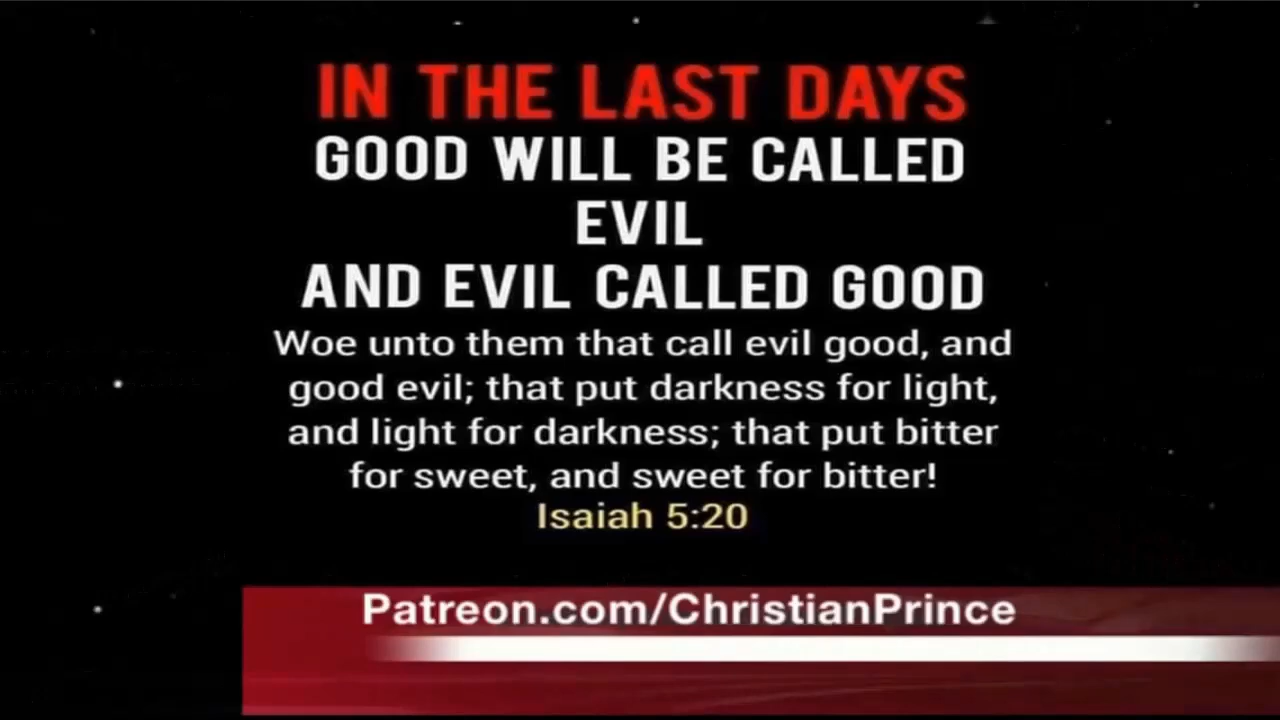 IN THE LAST DAYS
GOOD WILL BE CALLED
EVIL
AND EVIL CALLED GOOD
Woe unto them that call evil good, and
good evil; that put darkness for light,
and light for darkness; that put bitter
for sweet, and sweet for bitter!
Isaiah 5:20
Patreon.com/ChristianPrince